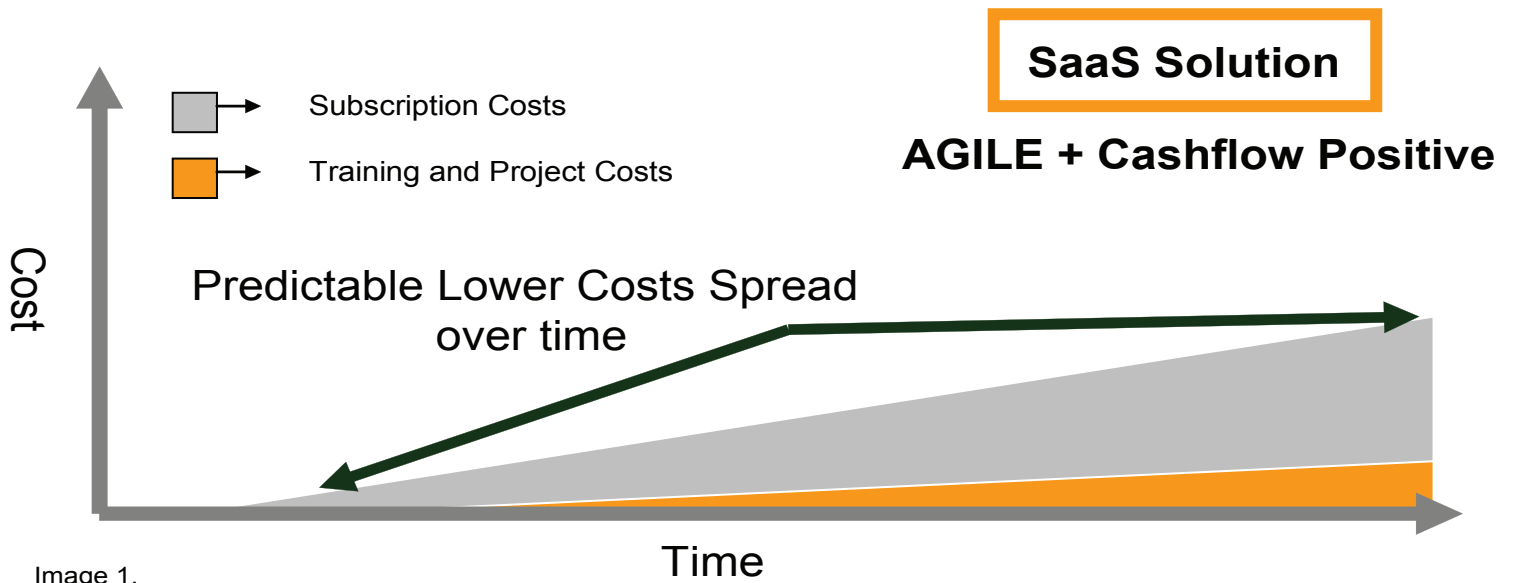 SaaS Solution
AGILE + Cashflow Positive
Subscription Costs
Training and Project Costs
Predictable Lower Costs Spread
over time
Cost
Time
Image 1.